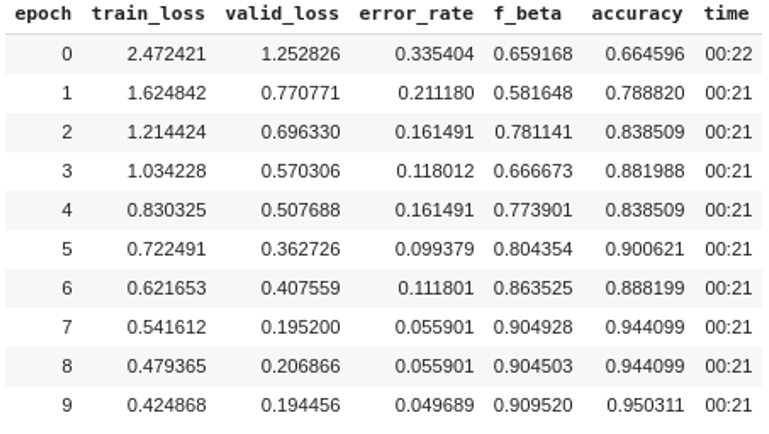 epoch train_loss valid_loss error_rate f_beta accuracy time
0 2.472421 1.252826 0.335404 0.659168 0.664596 00:22
1 1.624842 0.770771 0.211180 0.581648 0.788820 00:21
2 1.214424 0.696330 0.161491 0.781141 0.838509 00:21
3 1.034228 0.570306 0.118012 0.666673 0.881988 00:21
4 0.830325 0.507688 0.161491 0.773901 0.838509 00:21
5 0.722491 0.362726 0.099379 0.804354 0.900621 00:21
6 0.621653 0.407559 0.111801 0.863525 0.888199 00:21
7 0.541612 0.195200 0.055901 0.904928 0.944099 00:21
8 0.479365 0.206866 0.055901 0.904503 0.944099 00:21
9 0.424868 0.194456 0.049689 0.909520 0.950311 00:21